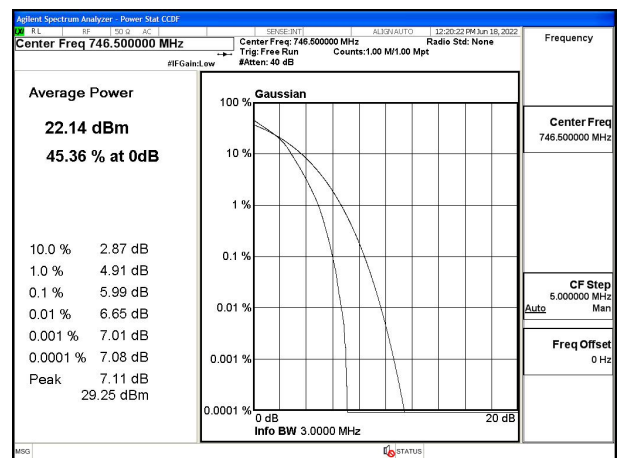 Agilent Spectrum Analyzer - Power Stat CCDF
RL RF 50 Ω AC SENSE:INT ALIGN AUTO 12:20:22 PM Jun 18, 2022
Center Freq 746.500000 MHz
Center Freq: 746.500000 MHz Radio Std: None
Trig: Free Run Counts:1.00 M/1.00 Mpt
#IFGain:Low #Atten: 40 dB
Frequency
Average Power
22.14 dBm
45.36 % at 0dB
10.0 % 2.87 dB
1.0 % 4.91 dB
0.1 % 5.99 dB
0.01 % 6.65 dB
0.001 % 7.01 dB
0.0001 % 7.08 dB
Peak 7.11 dB
29.25 dBm
Gaussian
100 %
10 %
1 %
0.1 %
0.01 %
0.001 %
0.0001 %
0 dB 20 dB
Info BW 3.0000 MHz
Center Freq
746.500000 MHz
CF Step
5.000000 MHz
Auto Man
Freq Offset
0 Hz
MSG STATUS